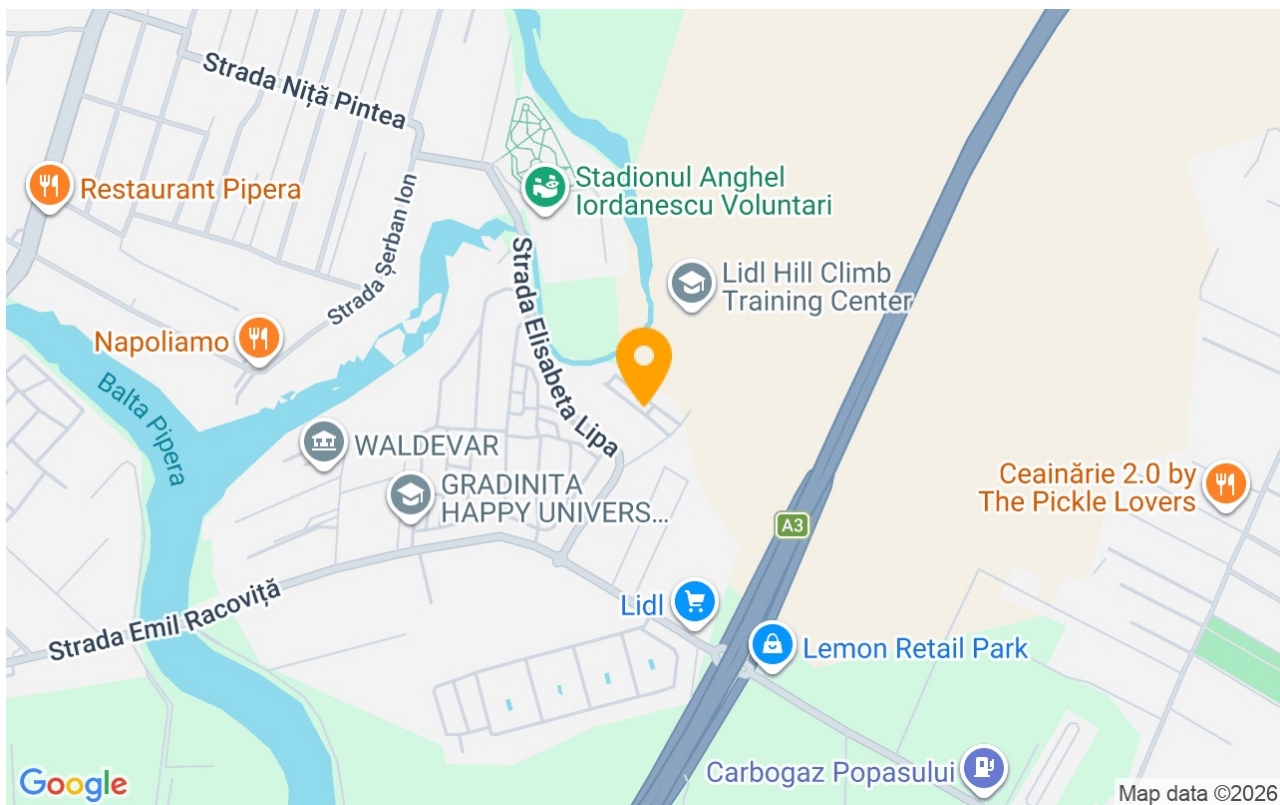 Strada Niță Pintea
Restaurant Pipera
Stadionul Anghel
Iordanescu Voluntari
Strada Șerban Ion
Strada Elisabeta Lipa
Lidl Hill Climb
Training Center
Napoliamo
Balta Pipera
WALDEVAR
GRADINITA
HAPPY UNIVERS...
Ceainărie 2.0 by
The Pickle Lovers
A3
Strada Emil Racoviță
Lidl
Lemon Retail Park
Carbogaz Popasului
Google
Map data ©2026